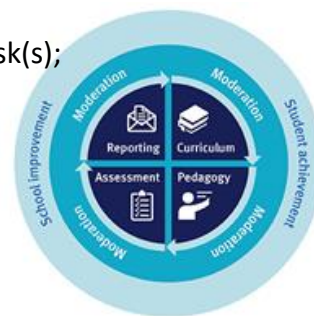 sk(s);
Moderation
Moderation
School improvement
Student achievement
Reporting
Curriculum
Assessment
Pedagogy
Moderation
Moderation